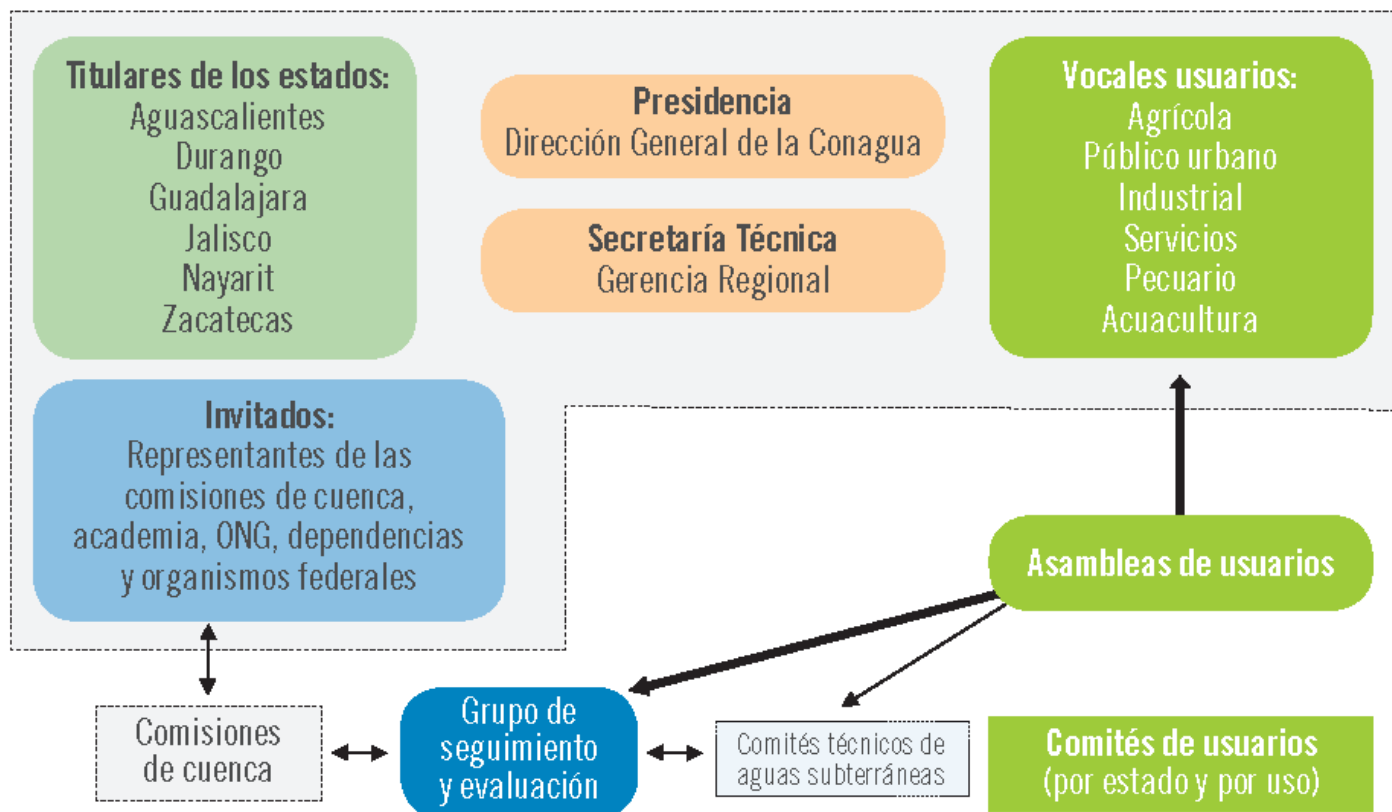 Titulares de los estados:
Aguascalientes
Durango
Guadalajara
Jalisco
Nayarit
Zacatecas
Presidencia
Dirección General de la Conagua
Secretaría Técnica
Gerencia Regional
Vocales usuarios:
Agrícola
Público urbano
Industrial
Servicios
Pecuario
Acuacultura
Invitados:
Representantes de las
comisiones de cuenca,
academia, ONG, dependencias
y organismos federales
Asambleas de usuarios
Comisiones
de cuenca
Grupo de
seguimiento
y evaluación
Comités técnicos de
aguas subterráneas
Comités de usuarios
(por estado y por uso)